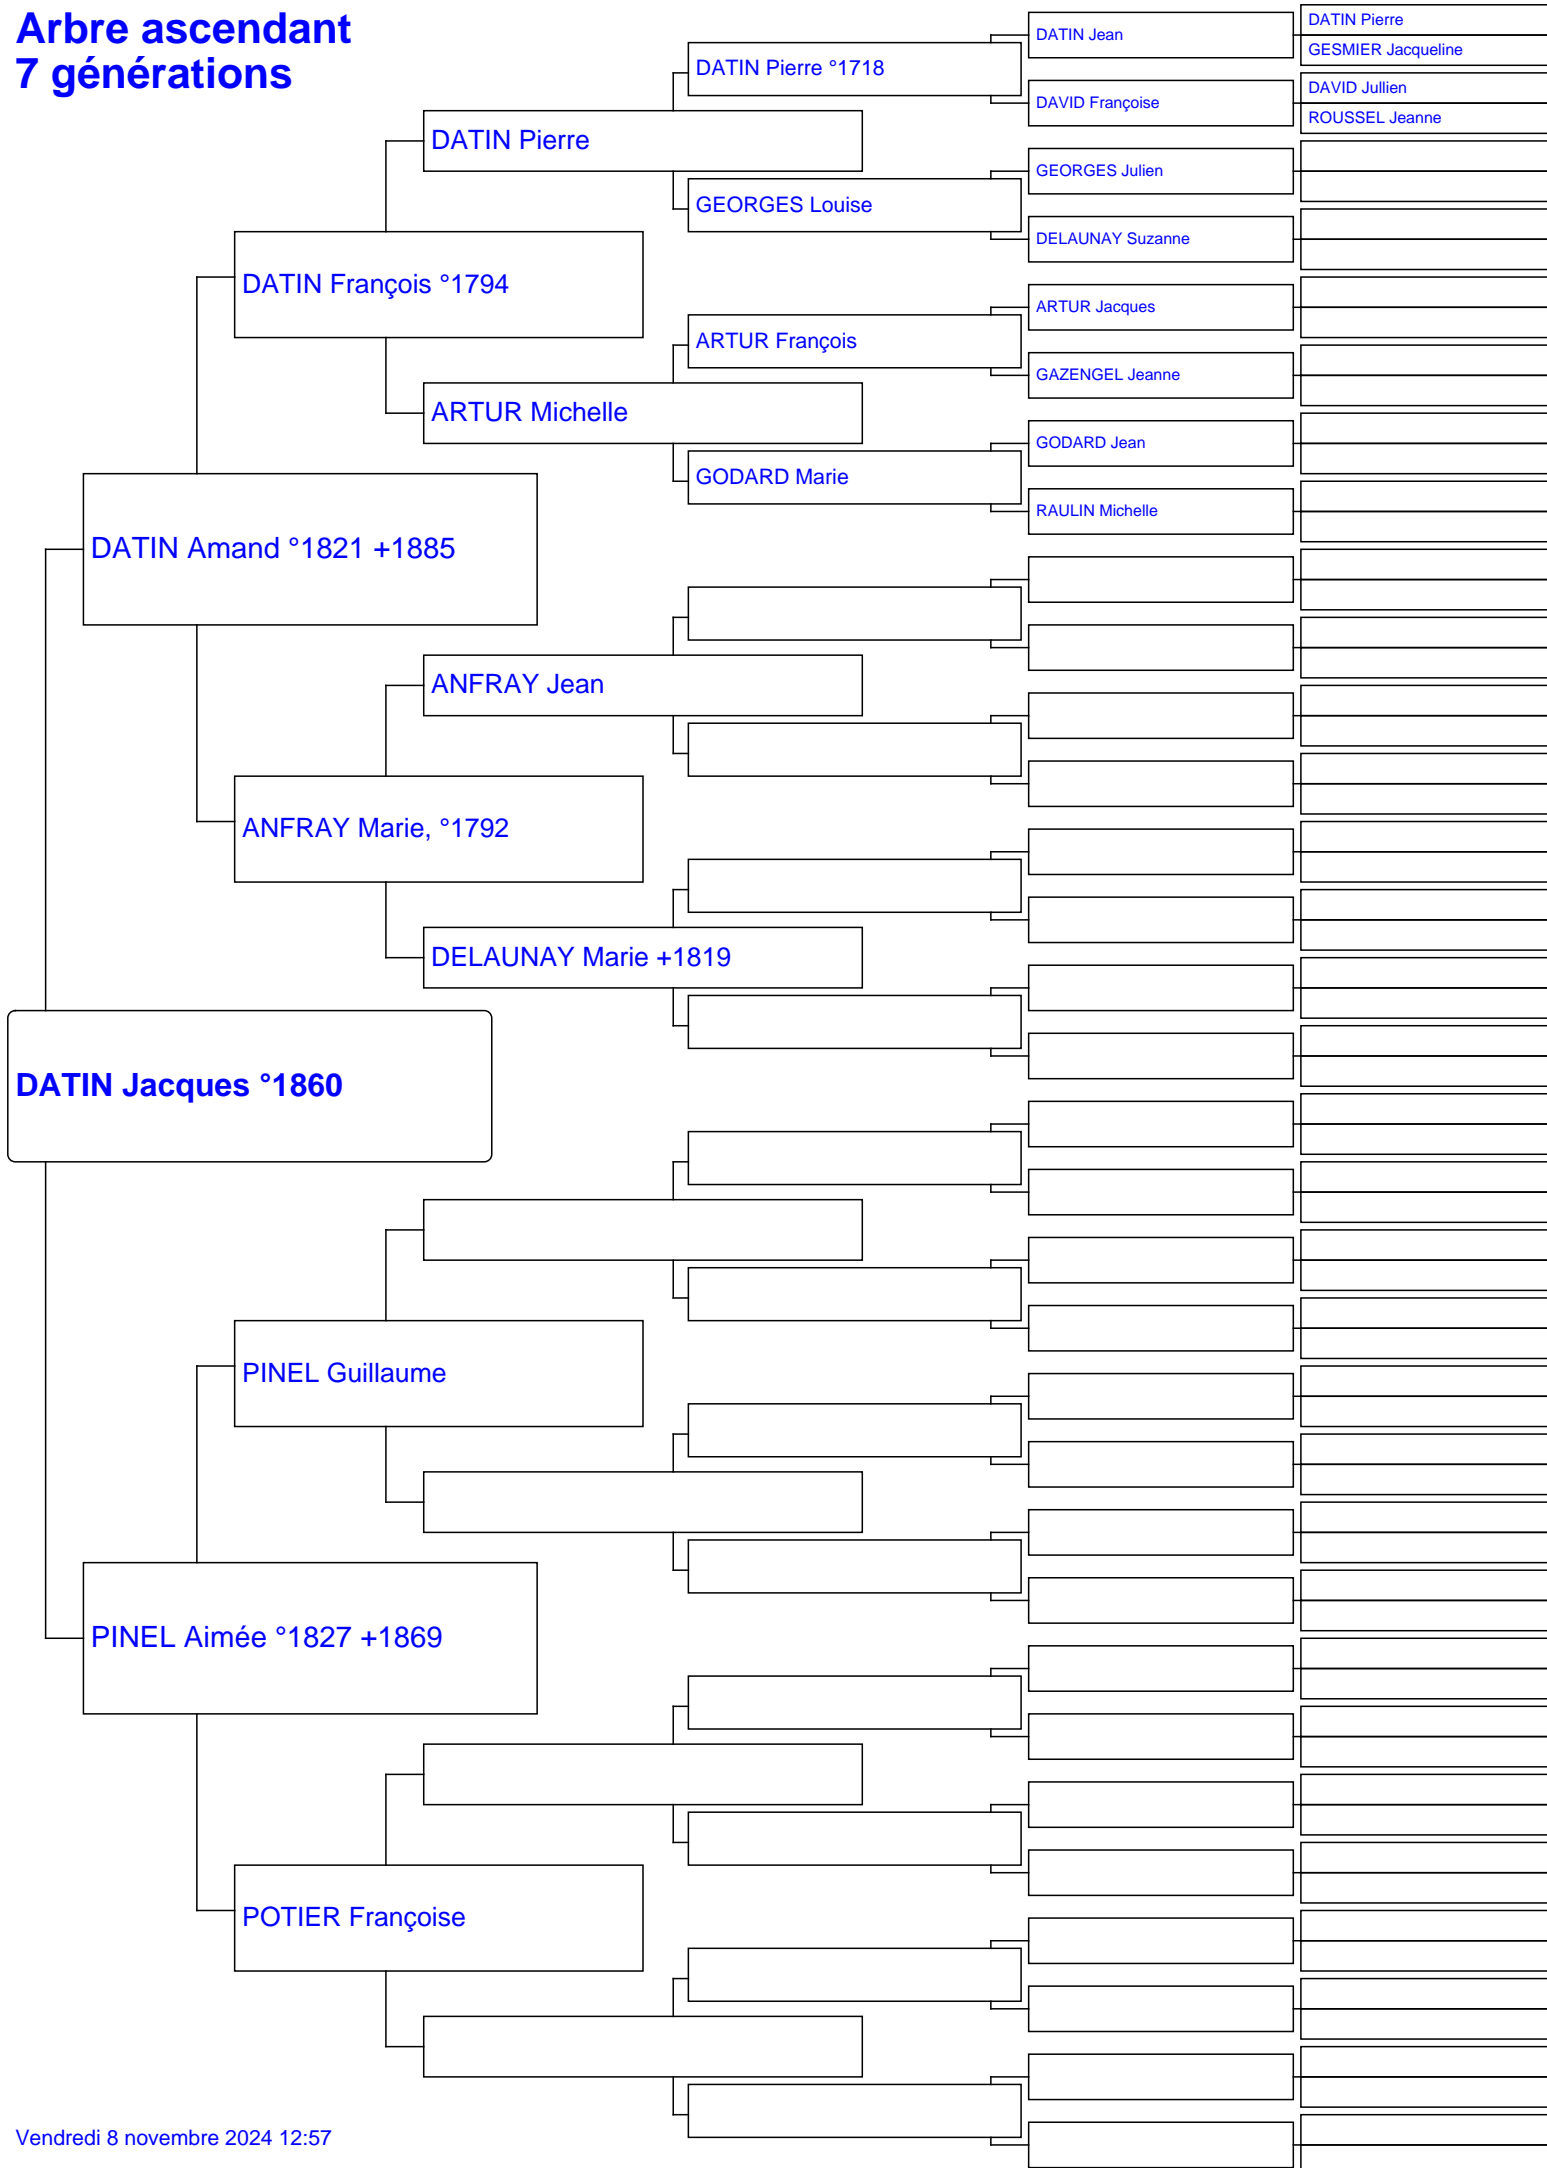 Arbre ascendant
7 générations
DATIN Jacques °1860
DATIN Amand °1821 +1885
PINEL Aimée °1827 +1869
DATIN François °1794
ANFRAY Marie, °1792
PINEL Guillaume
POTIER Françoise
DATIN Pierre
ARTUR Michelle
ANFRAY Jean
DELAUNAY Marie +1819
DATIN Pierre °1718
GEORGES Louise
ARTUR François
GODARD Marie
DATIN Jean
DAVID Françoise
GEORGES Julien
DELAUNAY Suzanne
ARTUR Jacques
GAZENGEL Jeanne
GODARD Jean
RAULIN Michelle
DATIN Pierre
GESMIER Jacqueline
DAVID Jullien
ROUSSEL Jeanne
Vendredi 8 novembre 2024 12:57